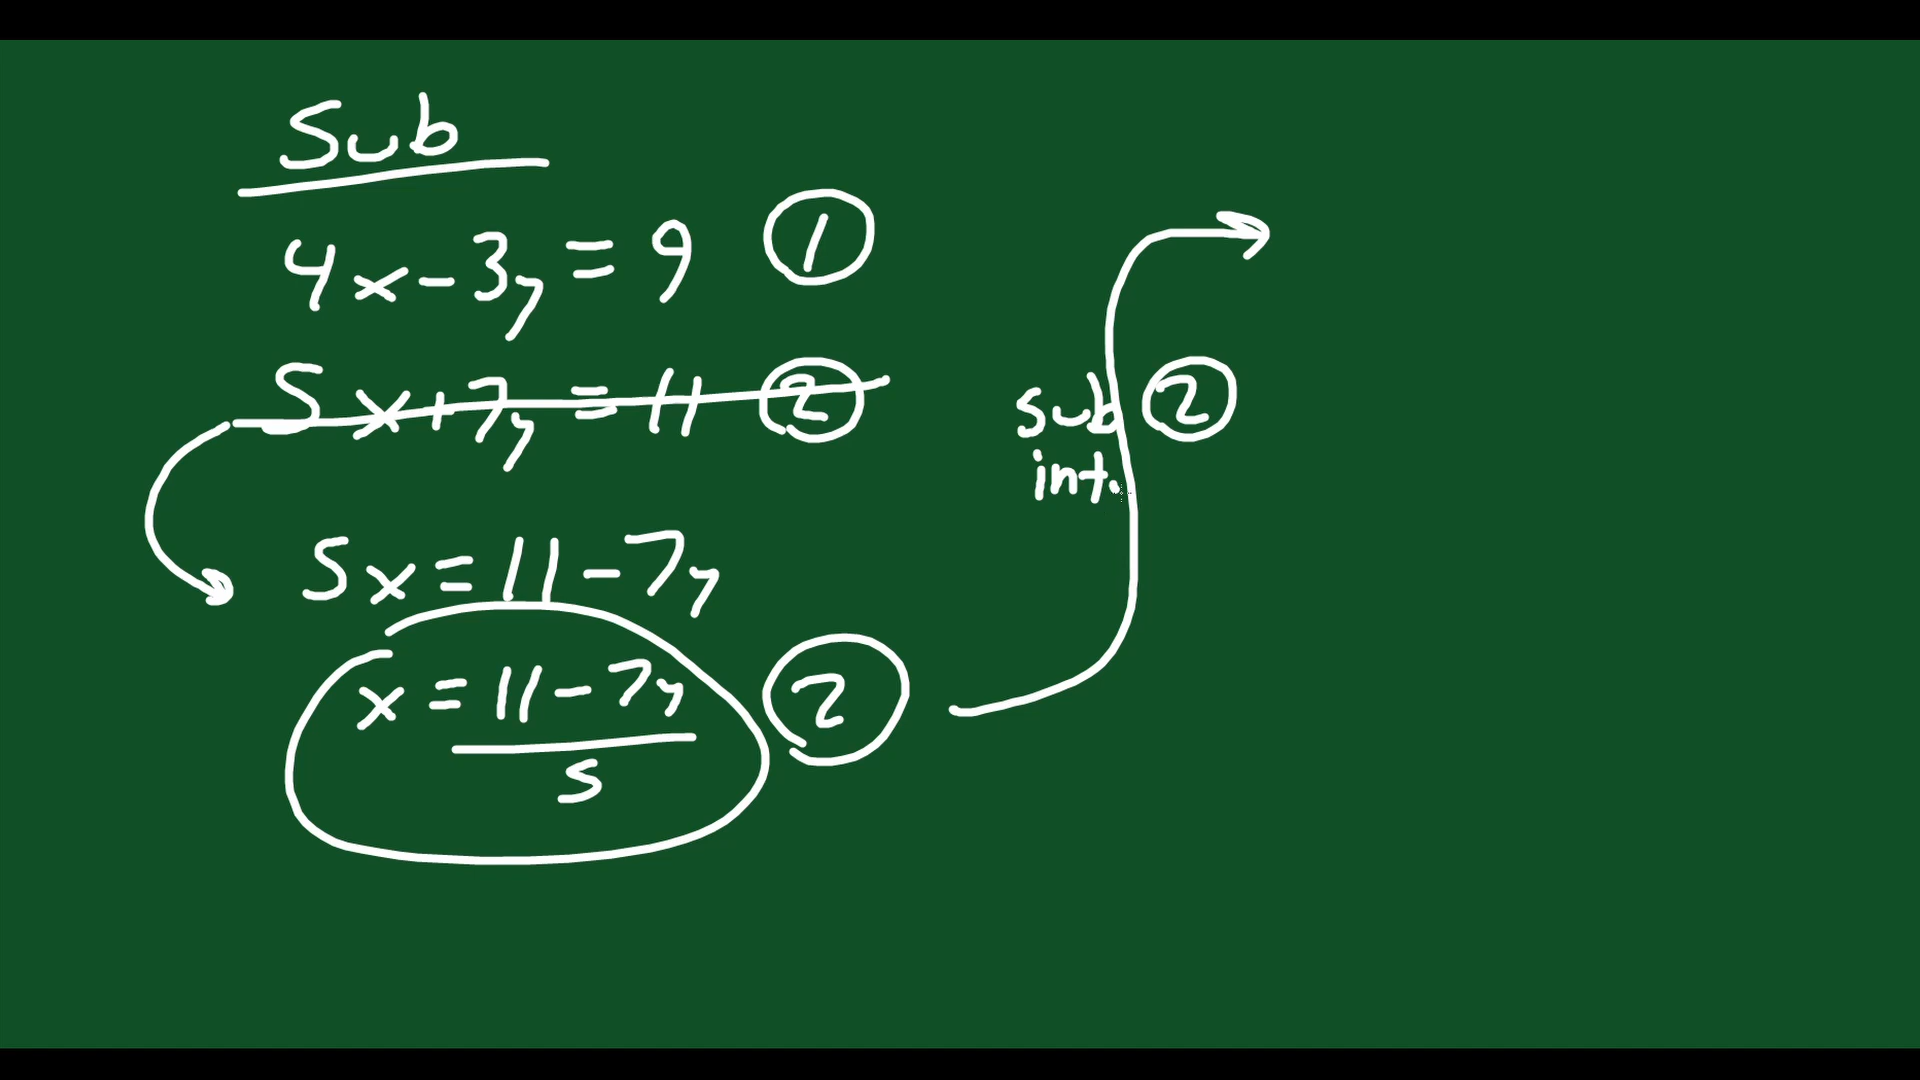 Sub
4x-3y=9 ①
5x+7y=11 ②
5x=11-7y
x=11-7y ②
5
sub ②
int